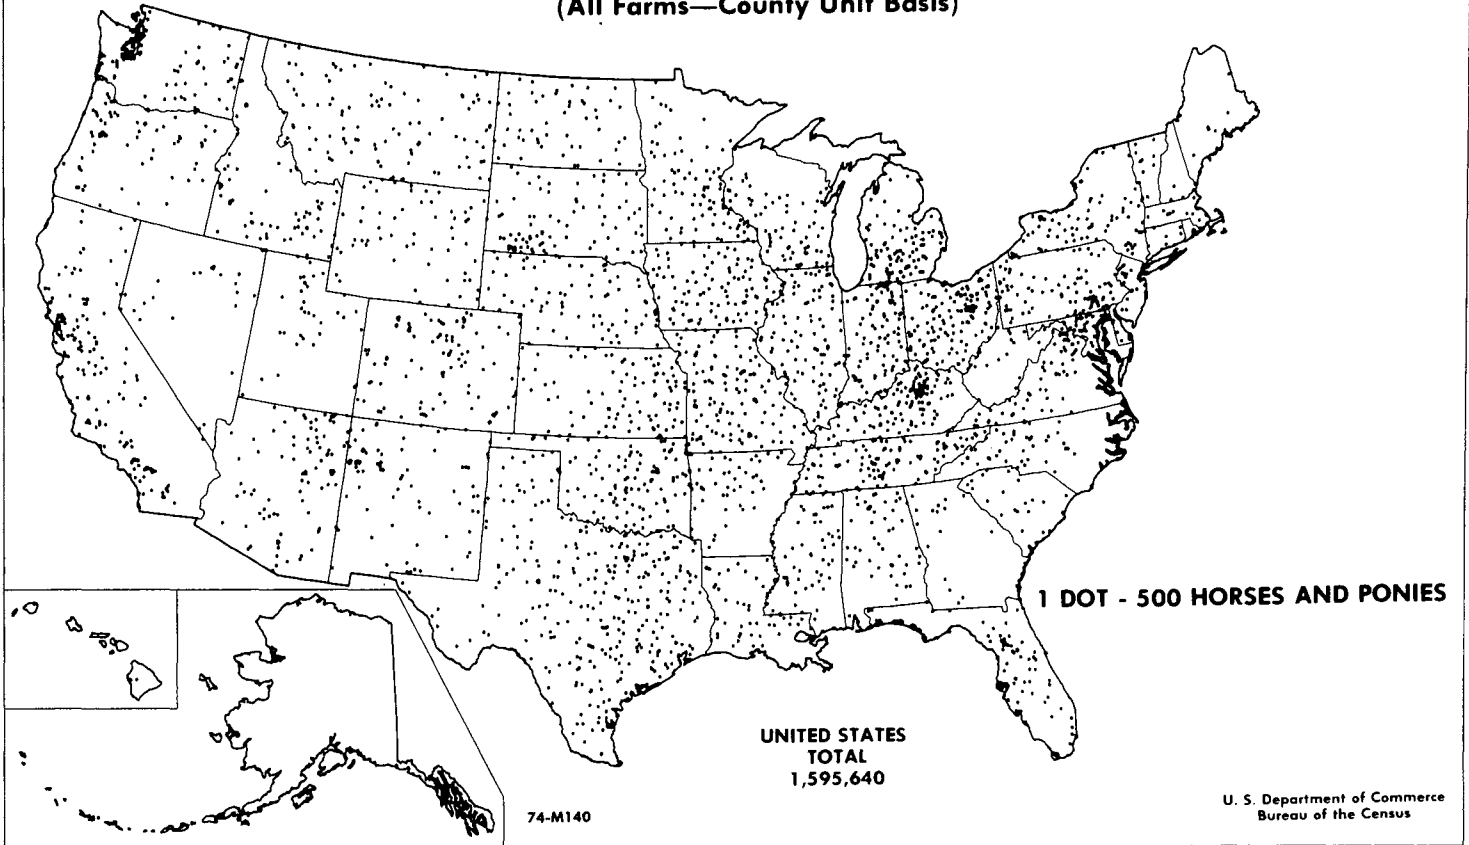 (All Farms—County Unit Basis)
1 DOT - 500 HORSES AND PONIES
UNITED STATES
TOTAL
1,595,640
74-M140
U. S. Department of Commerce
Bureau of the Census